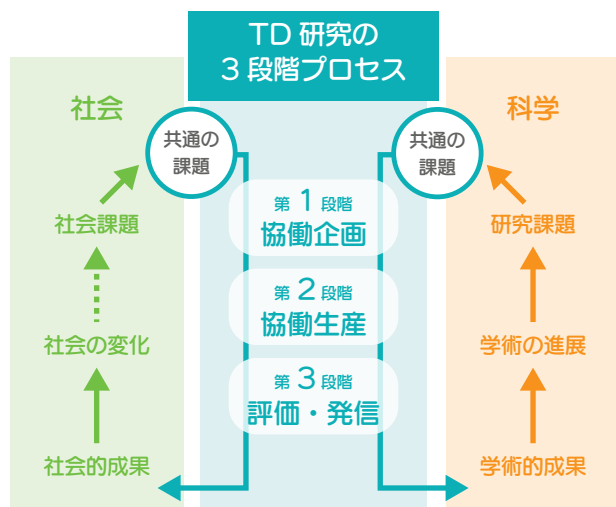 TD 研究の
3 段階プロセス
社会
共通の
課題
社会課題
社会の変化
社会的成果
第 1 段階
協働企画
第 2 段階
協働生産
第 3 段階
評価・発信
科学
共通の
課題
研究課題
学術の進展
学術的成果